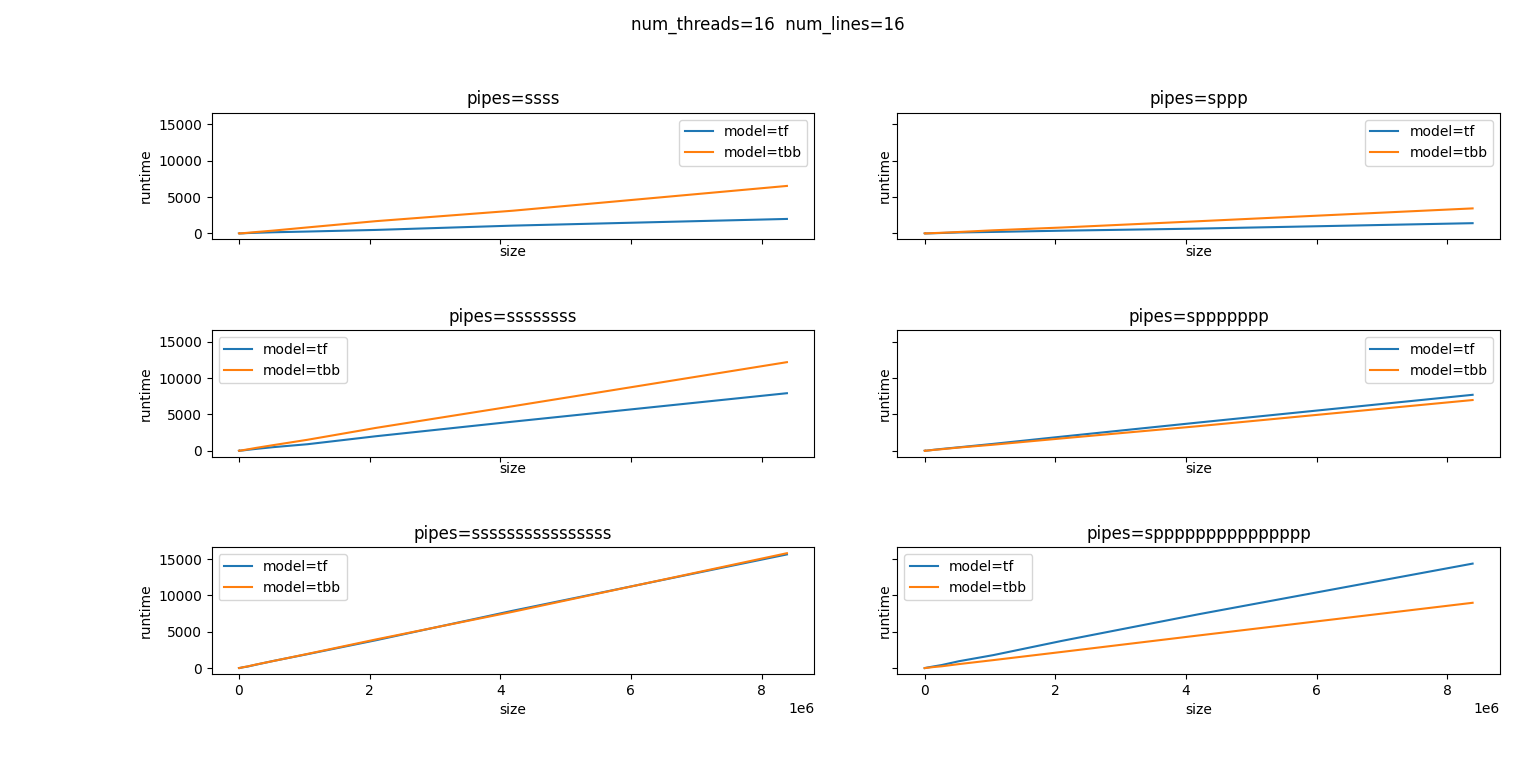 num_threads=16  num_lines=16
pipes=ssss
15000
10000
5000
0
runtime
size
model=tf
model=tbb
pipes=sppp
runtime
size
model=tf
model=tbb
pipes=ssssssss
15000
10000
5000
0
runtime
size
model=tf
model=tbb
pipes=sppppppp
runtime
size
model=tf
model=tbb
pipes=ssssssssssssssss
15000
10000
5000
0
runtime
0 2 4 6 8
1e6
size
model=tf
model=tbb
pipes=sppppppppppppppp
runtime
0 2 4 6 8
1e6
size
model=tf
model=tbb